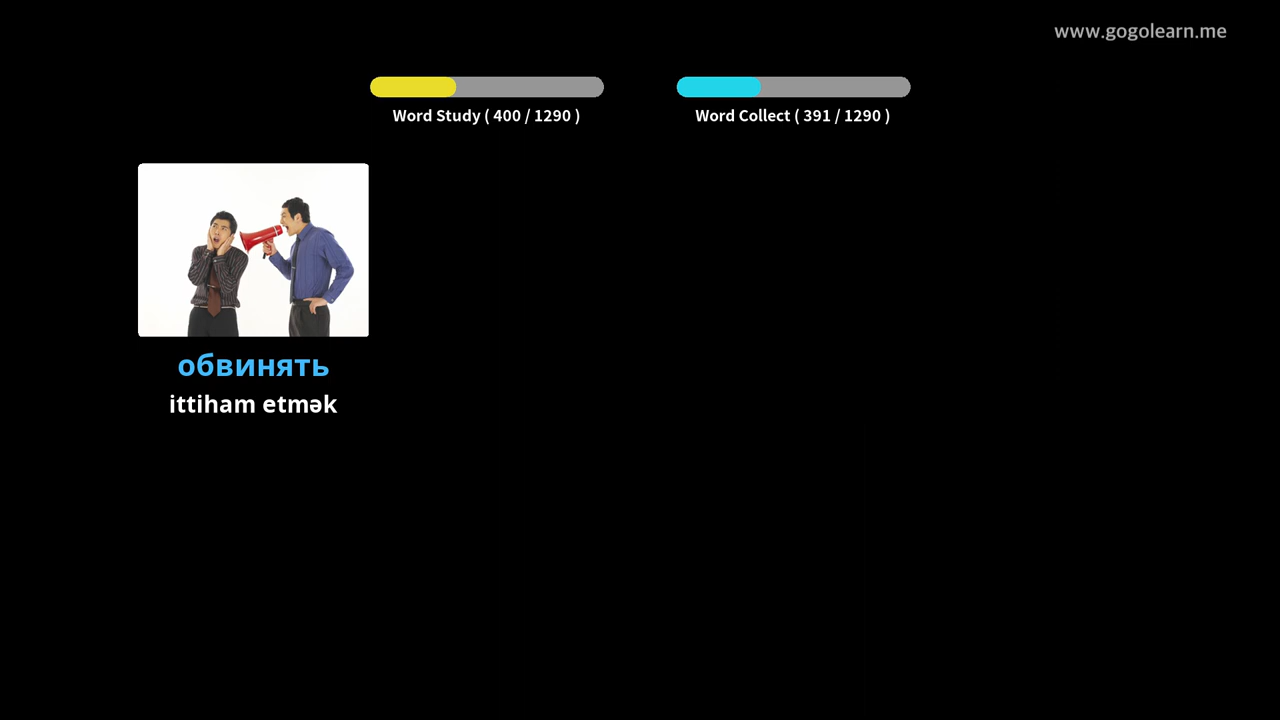 www.gogolearn.me
Word Study ( 400 / 1290 )
Word Collect ( 391 / 1290 )
обвинять
ittiham etmək